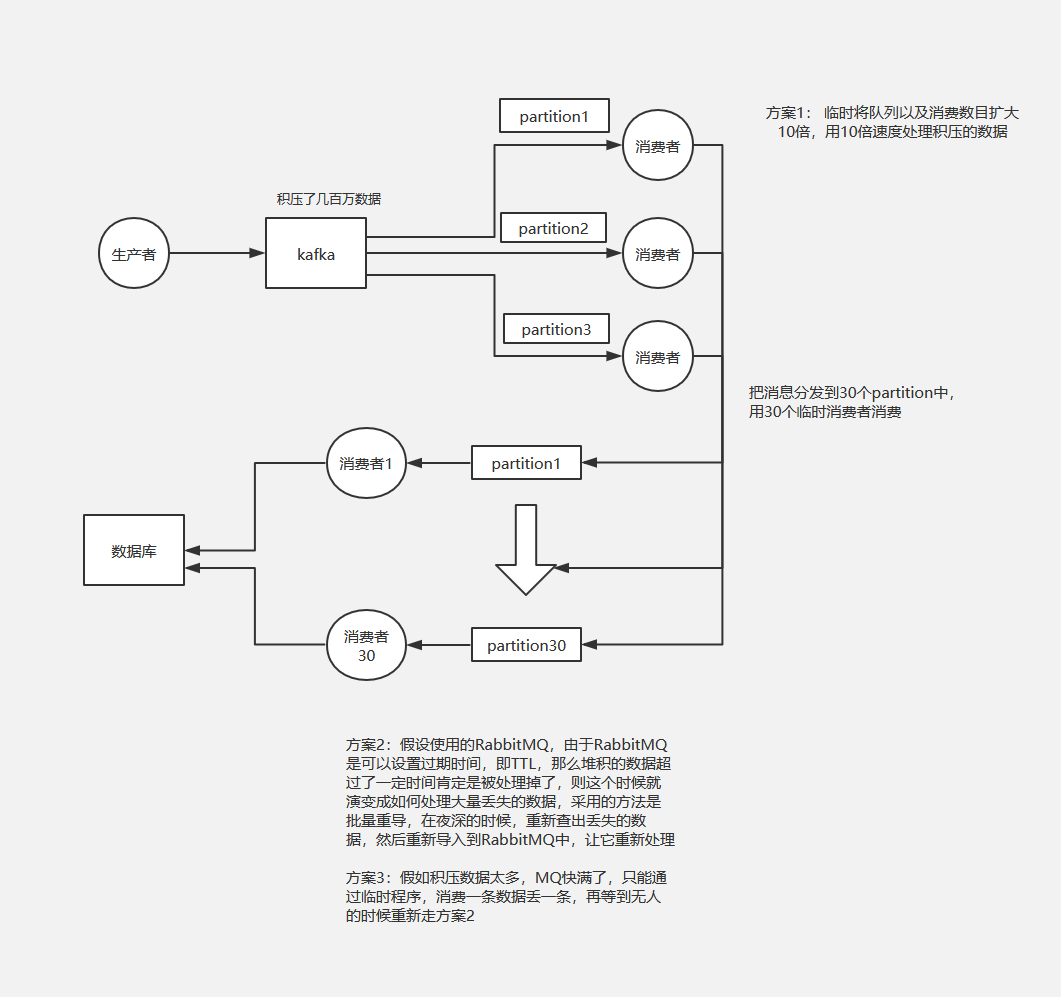 partition1
方案1： 临时将队列以及消费数目扩大
10倍，用10倍速度处理积压的数据
消费者
积压了几百万数据
partition2
生产者
kafka
消费者
partition3
消费者
把消息分发到30个partition中，
用30个临时消费者消费
消费者1
partition1
数据库
消费者
30
partition30
方案2：假设使用的RabbitMQ，由于RabbitMQ
是可以设置过期时间，即TTL，那么堆积的数据超
过了一定时间肯定是被处理掉了，则这个时候就
演变成如何处理大量丢失的数据，采用的方法是
批量重导，在夜深的时候，重新查出丢失的数
据，然后重新导入到RabbitMQ中，让它重新处理
方案3：假如积压数据太多，MQ快满了，只能通
过临时程序，消费一条数据丢一条，再等到无人
的时候重新走方案2